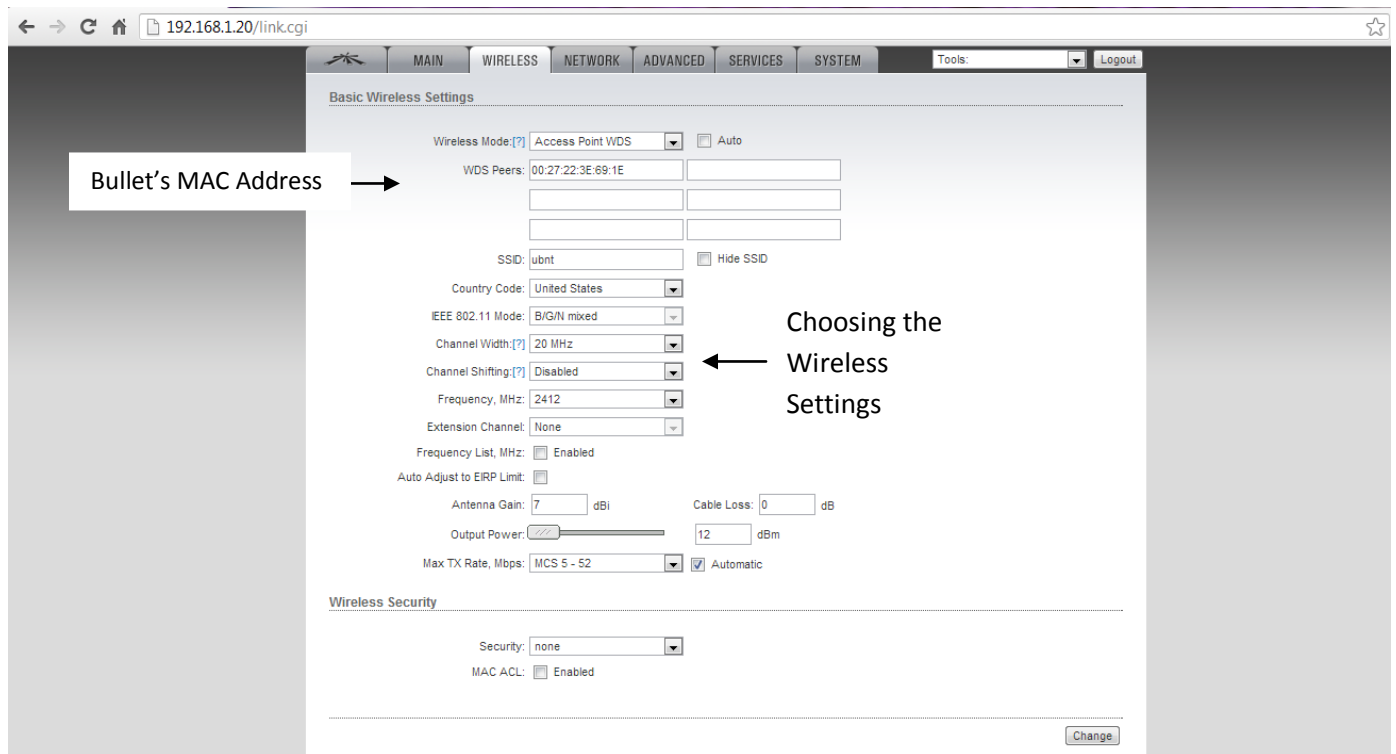 192.168.1.20/link.cgi
MAIN WIRELESS NETWORK ADVANCED SERVICES SYSTEM Tools: Logout
Basic Wireless Settings
Wireless Mode:[?] Access Point WDS Auto
Bullet's MAC Address
WDS Peers: 00:27:22:3E:69:1E
SSID: ubnt Hide SSID
Country Code: United States
IEEE 802.11 Mode: B/G/N mixed
Channel Width:[?] 20 MHz
Channel Shifting:[?] Disabled
Frequency, MHz: 2412
Extension Channel: None
Choosing the
Wireless
Settings
Frequency List, MHz: Enabled
Auto Adjust to EIRP Limit:
Antenna Gain: 7 dBi Cable Loss: 0 dB
Output Power: 12 dBm
Max TX Rate, Mbps: MCS 5 - 52 Automatic
Wireless Security
Security: none
MAC ACL: Enabled
Change